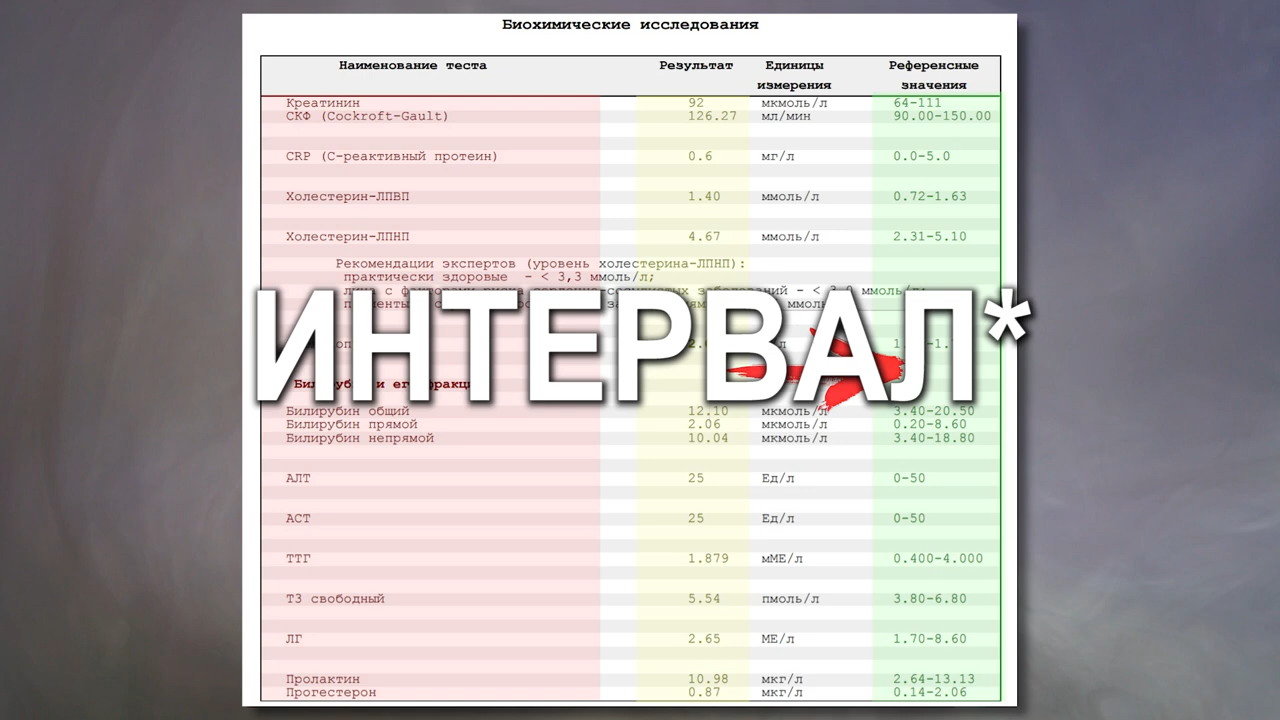 Биохимические исследования
Наименование теста Результат Единицы измерения Референсные значения
Креатинин 92 мкмоль/л 64-111
СКФ (Cockroft-Gault) 126.27 мл/мин 90.00-150.00
CRP (С-реактивный протеин) 0.6 мг/л 0.0-5.0
Холестерин-ЛПВП 1.40 ммоль/л 0.72-1.63
Холестерин-ЛПНП 4.67 ммоль/л 2.31-5.10
Рекомендации экспертов (уровень холестерина-ЛПНП):
практически здоровые - < 3,3 ммоль/л;
ИНТЕРВАЛ*
Билирубин общий 12.10 мкмоль/л 3.40-20.50
Билирубин прямой 2.06 мкмоль/л 0.20-8.60
Билирубин непрямой 10.04 мкмоль/л 3.40-18.80
АЛТ 25 Ед/л 0-50
АСТ 25 Ед/л 0-50
ТТГ 1.879 мМЕ/л 0.400-4.000
Т3 свободный 5.54 пмоль/л 3.80-6.80
ЛГ 2.65 МЕ/л 1.70-8.60
Пролактин 10.98 мкг/л 2.64-13.13
Прогестерон 0.87 мкг/л 0.14-2.06